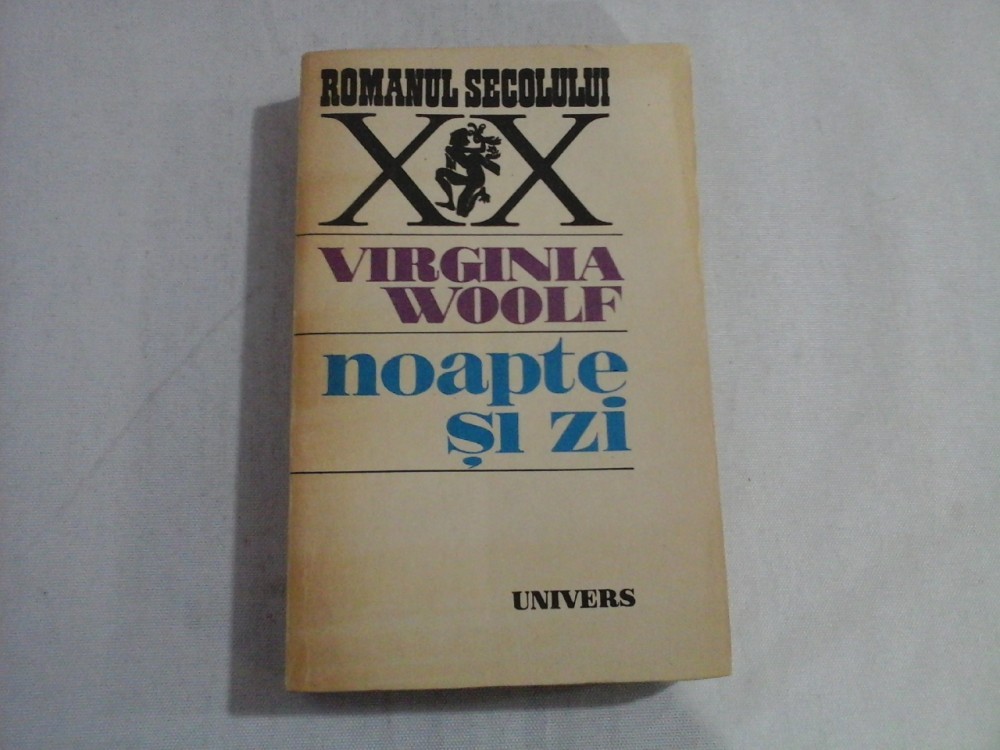 ROMANUL SECOLULUI
XX
VIRGINIA
WOOLF
noapte
și zi
UNIVERS